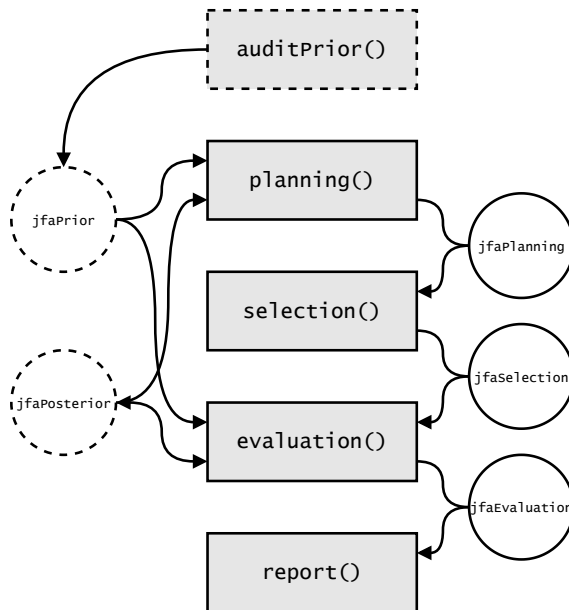 auditPrior()
planning()
jfaPrior
jfaPlanning
selection()
jfaSelection
jfaPosterior
evaluation()
jfaEvaluation
report()